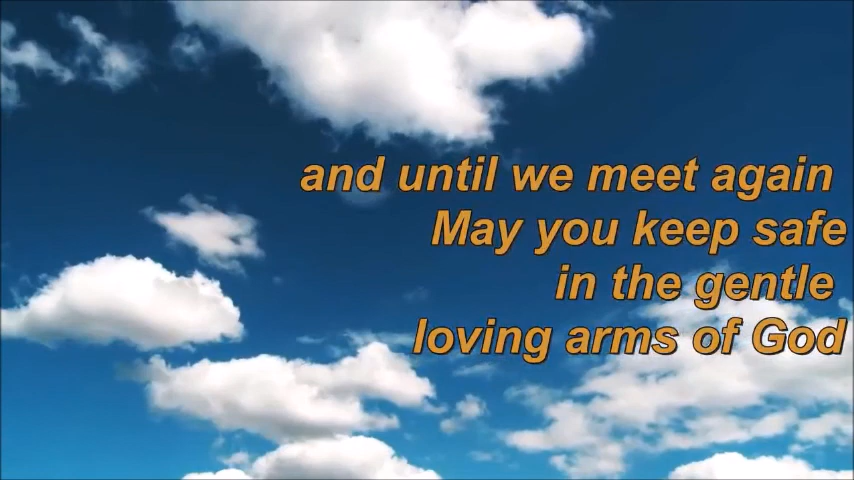 and until we meet again
May you keep safe
in the gentle
loving arms of God